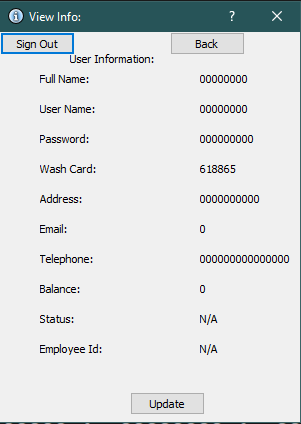 View Info:
?
Sign Out
Back
User Information:
Full Name: 00000000
User Name: 00000000
Password: 000000000
Wash Card: 618865
Address: 0000000000
Email: 0
Telephone: 000000000000000
Balance: 0
Status: N/A
Employee Id: N/A
Update